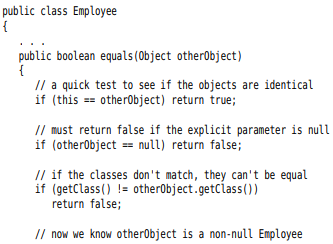 public class Employee
{
. . .
public boolean equals(Object otherObject)
{
// a quick test to see if the objects are identical
if (this == otherObject) return true;
// must return false if the explicit parameter is null
if (otherObject == null) return false;
// if the classes don't match, they can't be equal
if (getClass() != otherObject.getClass())
return false;
// now we know otherObject is a non-null Employee